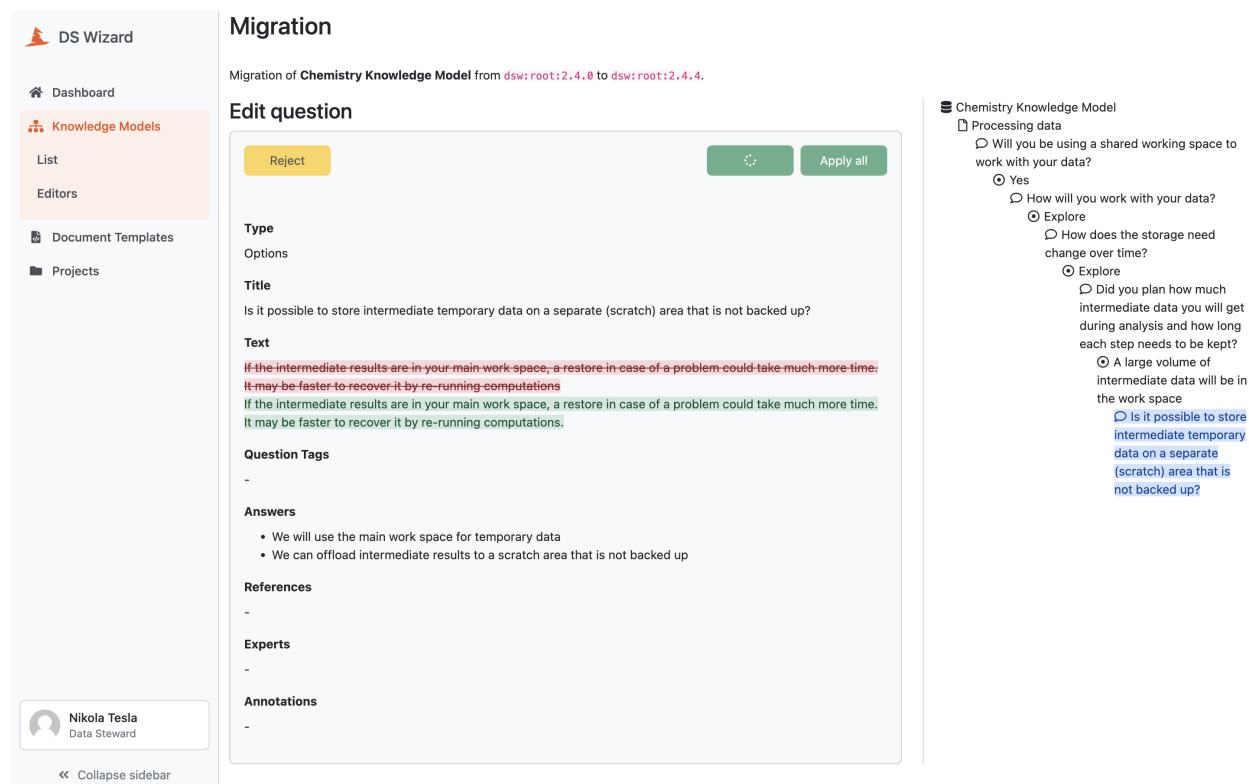 DS Wizard
Dashboard
Knowledge Models
List
Editors
Document Templates
Projects
Nikola Tesla
Data Steward
Collapse sidebar
Migration
Migration of Chemistry Knowledge Model from dsw:root:2.4.0 to dsw:root:2.4.4.
Edit question
Reject
Apply all
Type
Options
Title
Is it possible to store intermediate temporary data on a separate (scratch) area that is not backed up?
Text
If the intermediate results are in your main work space, a restore in case of a problem could take much more time.
It may be faster to recover it by re-running computations
If the intermediate results are in your main work space, a restore in case of a problem could take much more time.
It may be faster to recover it by re-running computations.
Question Tags
-
Answers
• We will use the main work space for temporary data
• We can offload intermediate results to a scratch area that is not backed up
References
-
Experts
-
Annotations
-
Chemistry Knowledge Model
Processing data
Will you be using a shared working space to
work with your data?
Yes
How will you work with your data?
Explore
How does the storage need
change over time?
Explore
Did you plan how much
intermediate data you will get
during analysis and how long
each step needs to be kept?
A large volume of
intermediate data will be in
the work space
Is it possible to store
intermediate temporary
data on a separate
(scratch) area that is
not backed up?